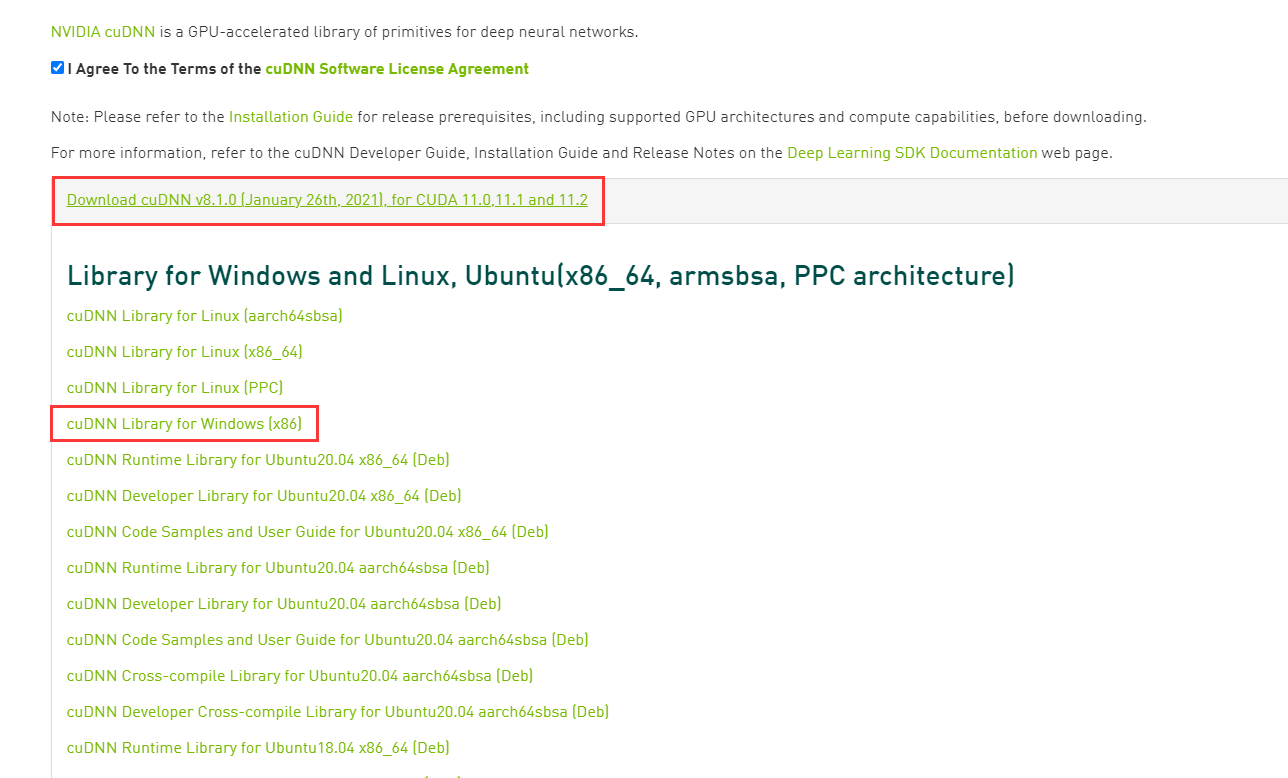 NVIDIA cuDNN is a GPU-accelerated library of primitives for deep neural networks.
I Agree To the Terms of the cuDNN Software License Agreement
Note: Please refer to the Installation Guide for release prerequisites, including supported GPU architectures and compute capabilities, before downloading.
For more information, refer to the cuDNN Developer Guide, Installation Guide and Release Notes on the Deep Learning SDK Documentation web page.
Download cuDNN v8.1.0 (January 26th, 2021), for CUDA 11.0,11.1 and 11.2
Library for Windows and Linux, Ubuntu(x86_64, armsbsa, PPC architecture)
cuDNN Library for Linux (aarch64sbsa)
cuDNN Library for Linux (x86_64)
cuDNN Library for Linux (PPC)
cuDNN Library for Windows (x86)
cuDNN Runtime Library for Ubuntu20.04 x86_64 (Deb)
cuDNN Developer Library for Ubuntu20.04 x86_64 (Deb)
cuDNN Code Samples and User Guide for Ubuntu20.04 x86_64 (Deb)
cuDNN Runtime Library for Ubuntu20.04 aarch64sbsa (Deb)
cuDNN Developer Library for Ubuntu20.04 aarch64sbsa (Deb)
cuDNN Code Samples and User Guide for Ubuntu20.04 aarch64sbsa (Deb)
cuDNN Cross-compile Library for Ubuntu20.04 aarch64sbsa (Deb)
cuDNN Developer Cross-compile Library for Ubuntu20.04 aarch64sbsa (Deb)
cuDNN Runtime Library for Ubuntu18.04 x86_64 (Deb)